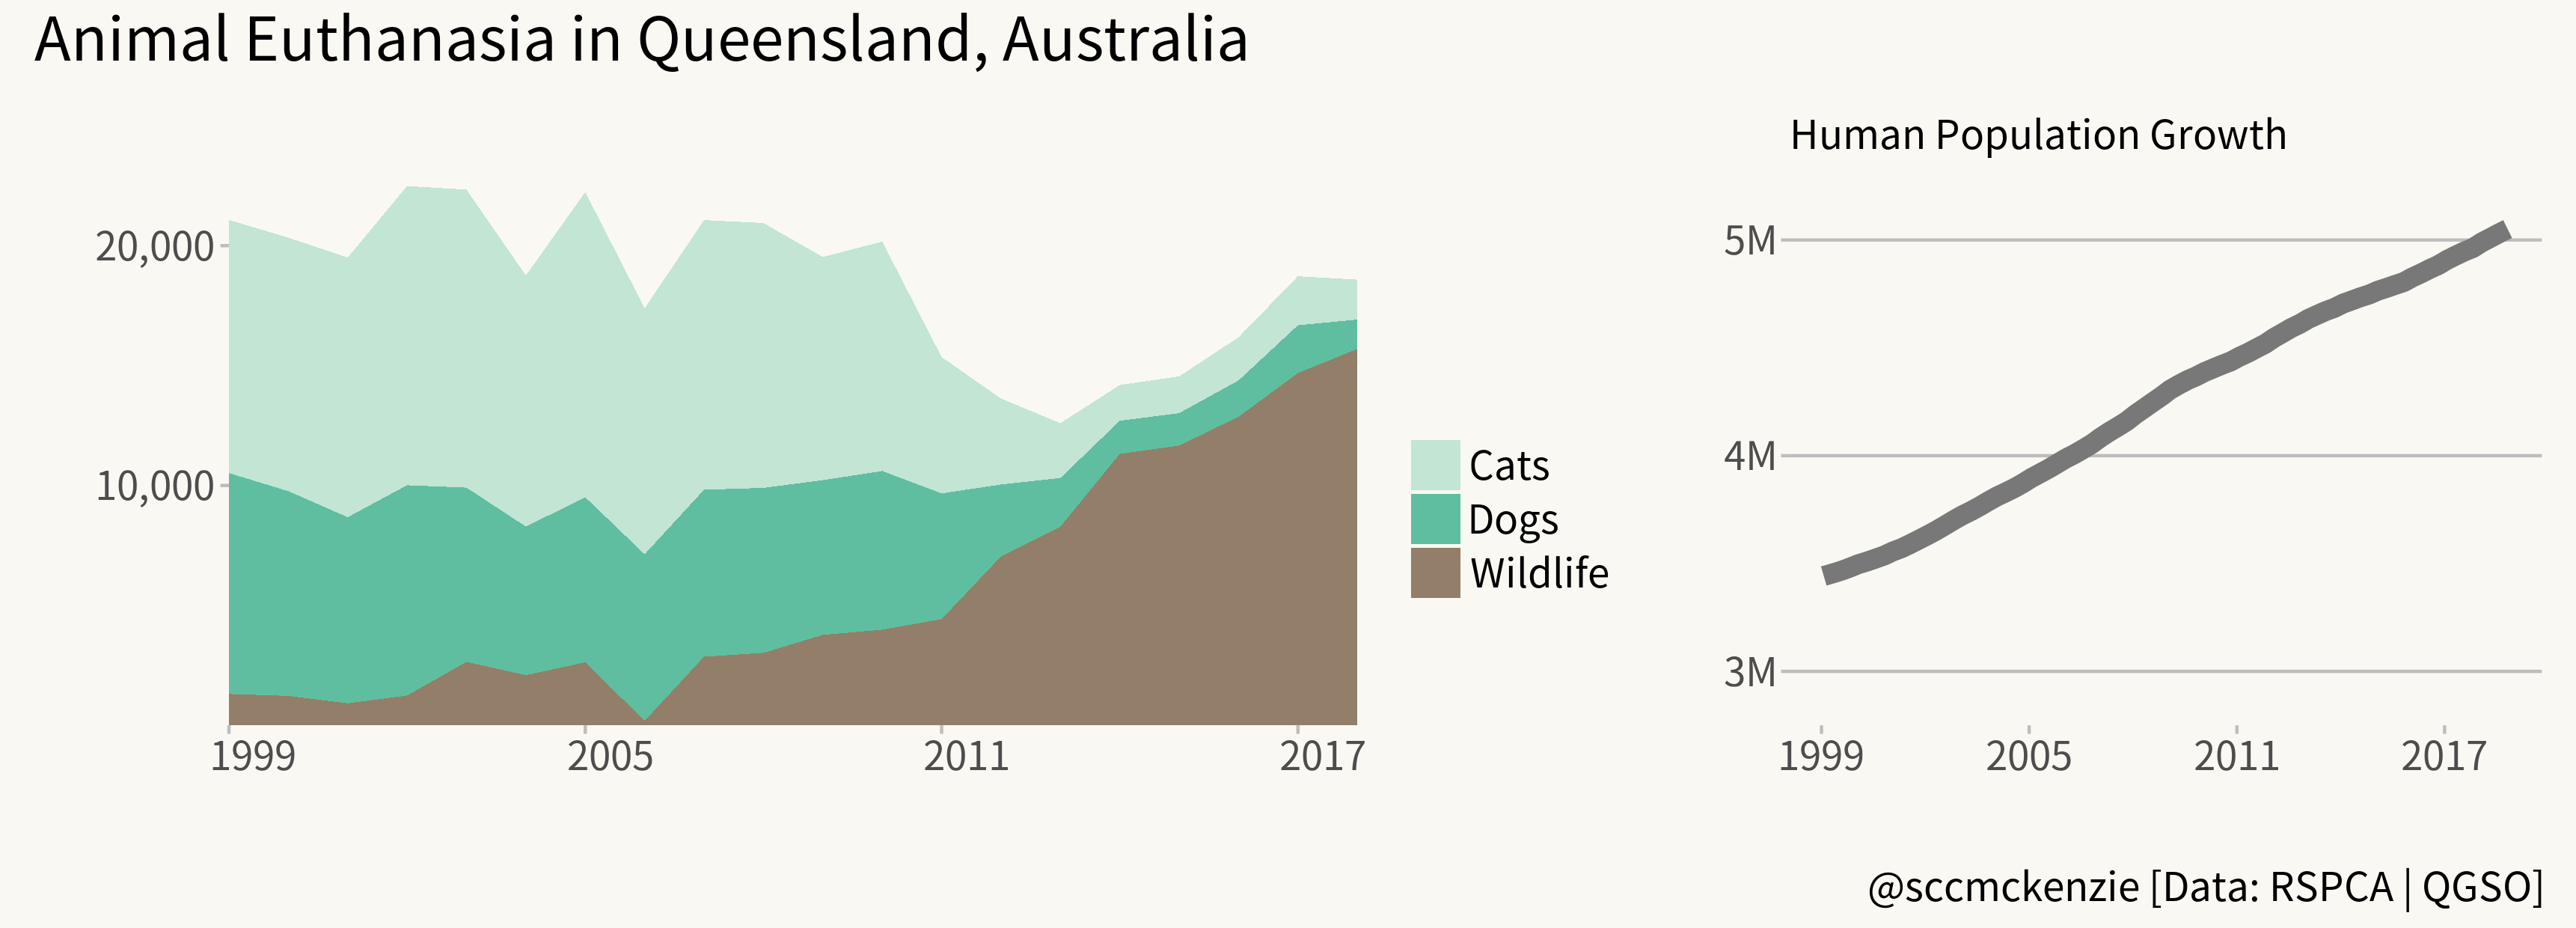 Animal Euthanasia in Queensland, Australia
20,000
10,000
1999 2005 2011 2017
Cats
Dogs
Wildlife
Human Population Growth
5M
4M
3M
1999 2005 2011 2017
@sccmckenzie [Data: RSPCA | QGSO]